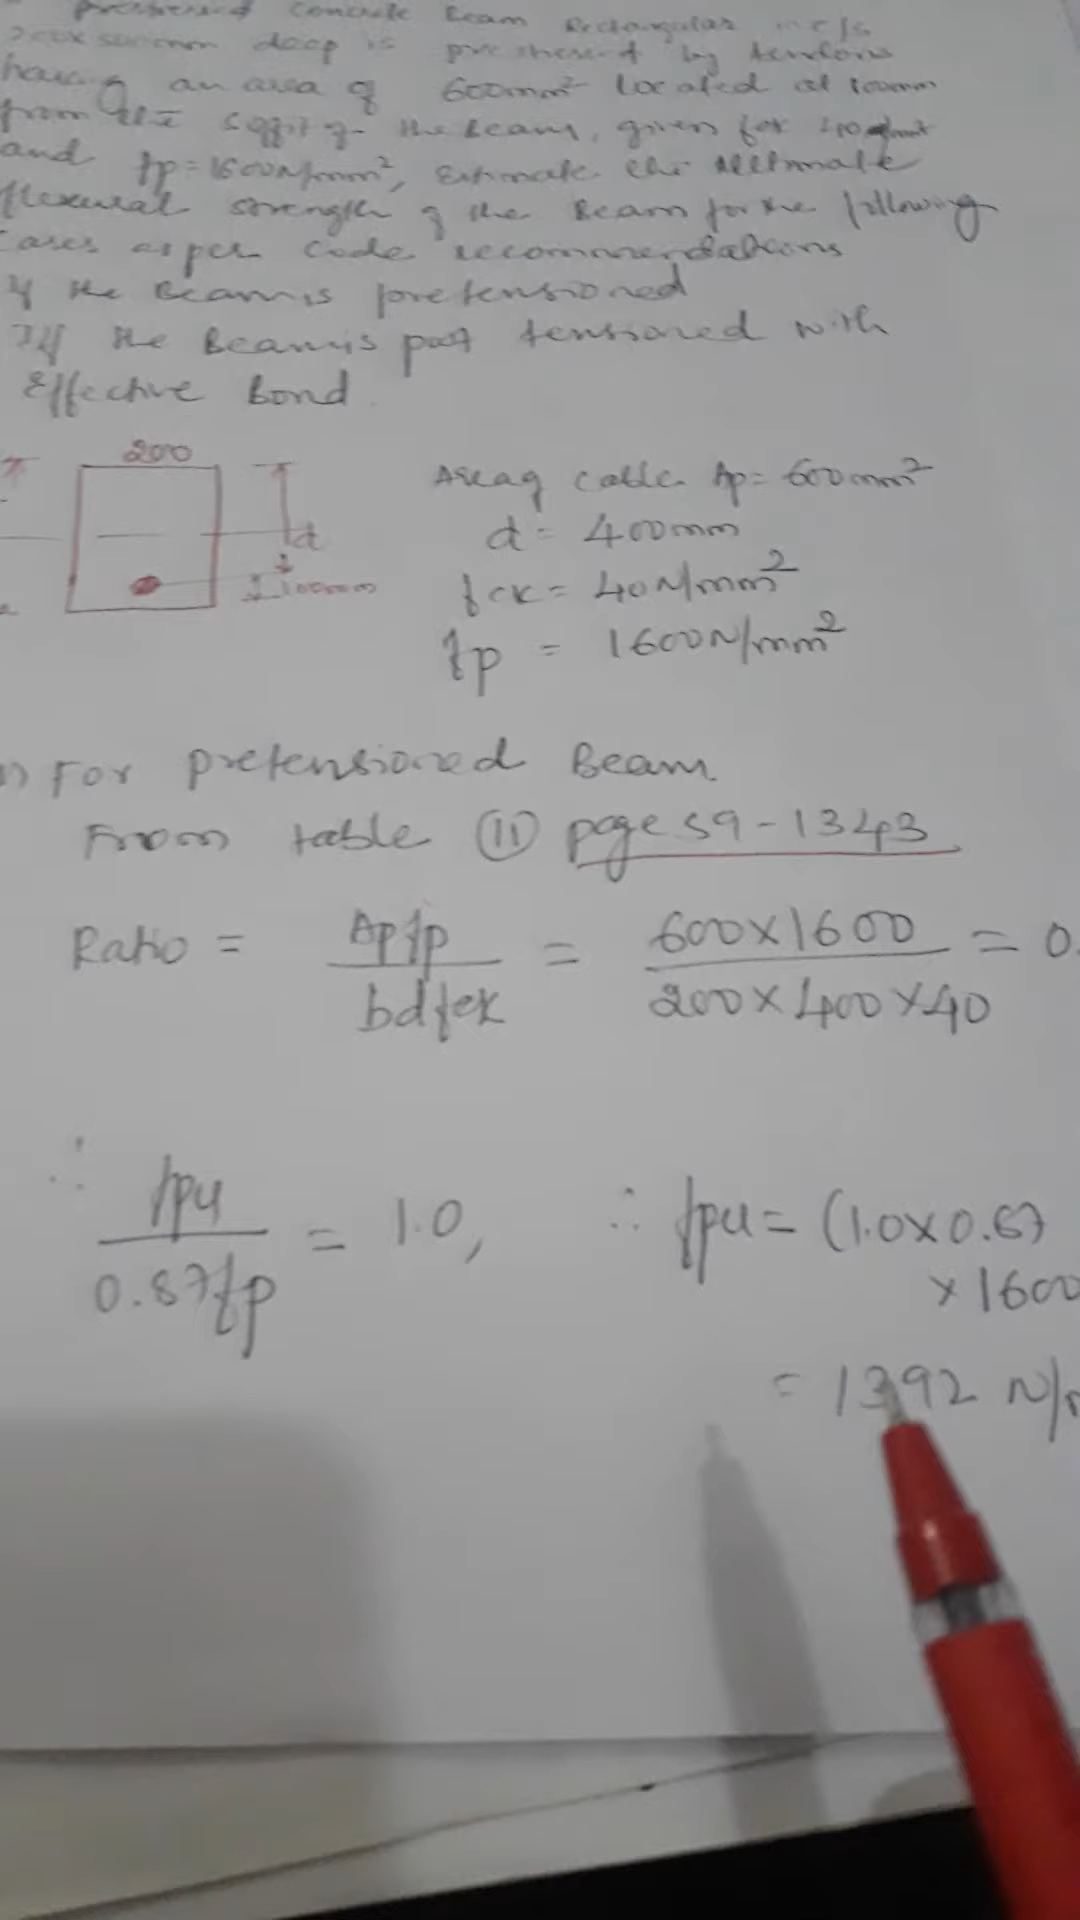 prestressed concrete Beam Rectangular in c/s
deep is prestressed by tendons
having an area of 600mm² located at 100mm
from the soffit of the Beam, given fck
and fp=1600N/mm², Estimate the ultimate
flexural strength of the Beam for the following
cases as per code recommendations
If the Beam is pretensioned
If the Beam is post tensioned with
Effective Bond.
200
d
100mm
Area of cable Ap= 600mm²
d = 400mm
fck = 40N/mm²
fp = 1600N/mm²
1) For pretensioned Beam
From table (11) page 59-1343
Ratio = Apfp/bdfck = 600x1600/200x400x40 = 0.
∴ fpu/0.87fp = 1.0, ∴ fpu = (1.0x0.87
x1600
= 1392 N/